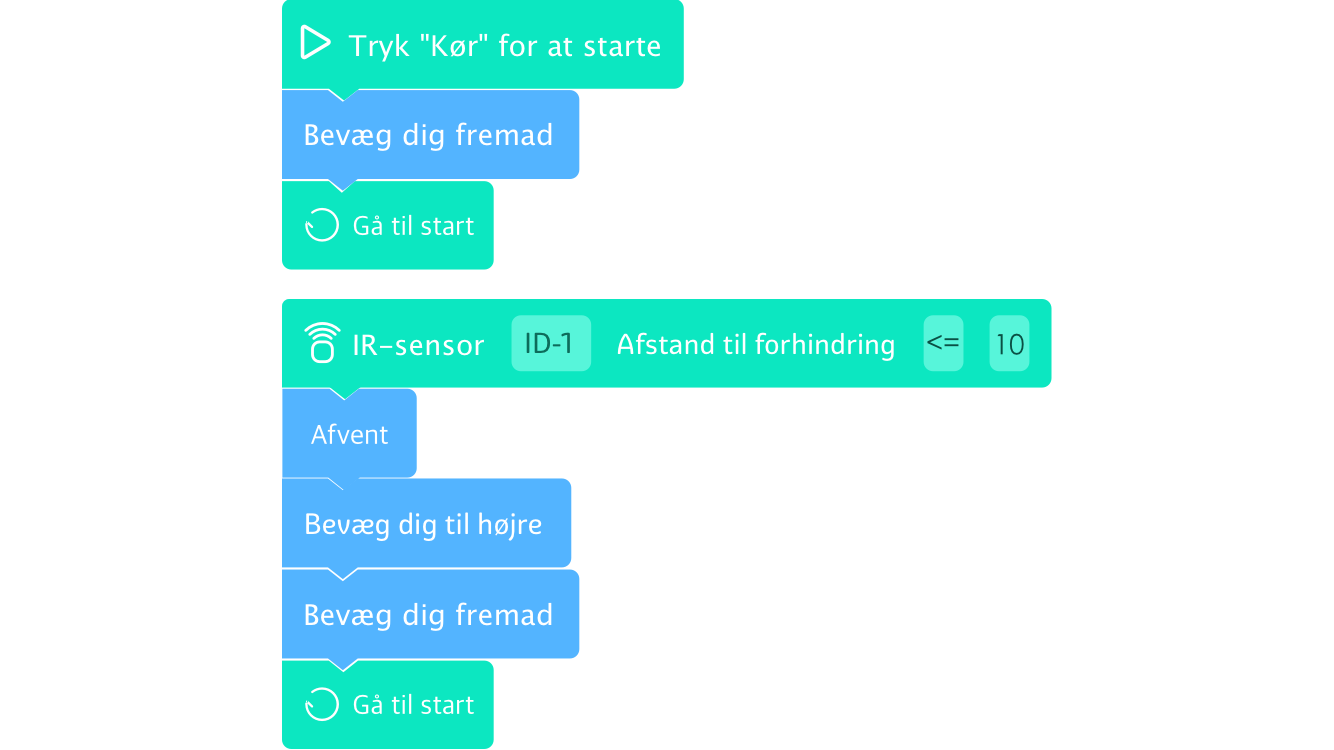 Tryk "Kør" for at starte
Bevæg dig fremad
Gå til start
IR-sensor ID-1 Afstand til forhindring <= 10
Afvent
Bevæg dig til højre
Bevæg dig fremad
Gå til start